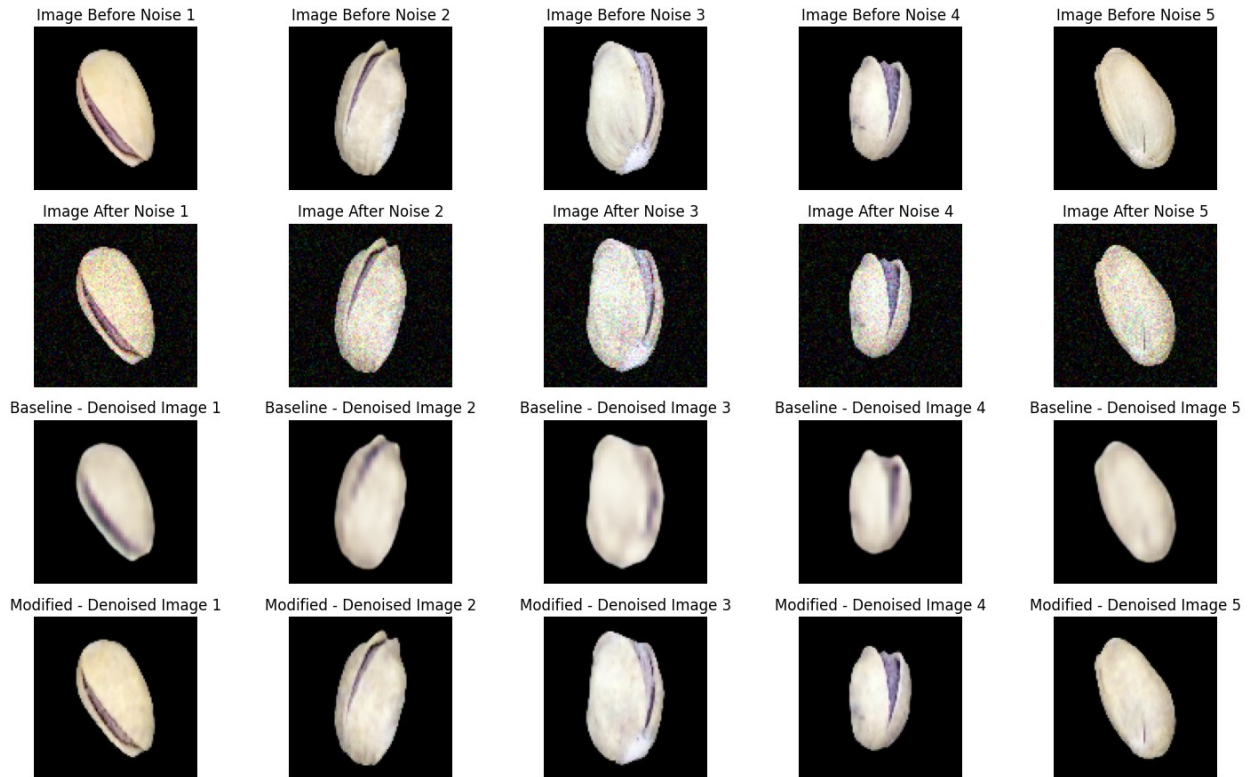 Image Before Noise 1
Image Before Noise 2
Image Before Noise 3
Image Before Noise 4
Image Before Noise 5
Image After Noise 1
Image After Noise 2
Image After Noise 3
Image After Noise 4
Image After Noise 5
Baseline - Denoised Image 1
Baseline - Denoised Image 2
Baseline - Denoised Image 3
Baseline - Denoised Image 4
Baseline - Denoised Image 5
Modified - Denoised Image 1
Modified - Denoised Image 2
Modified - Denoised Image 3
Modified - Denoised Image 4
Modified - Denoised Image 5